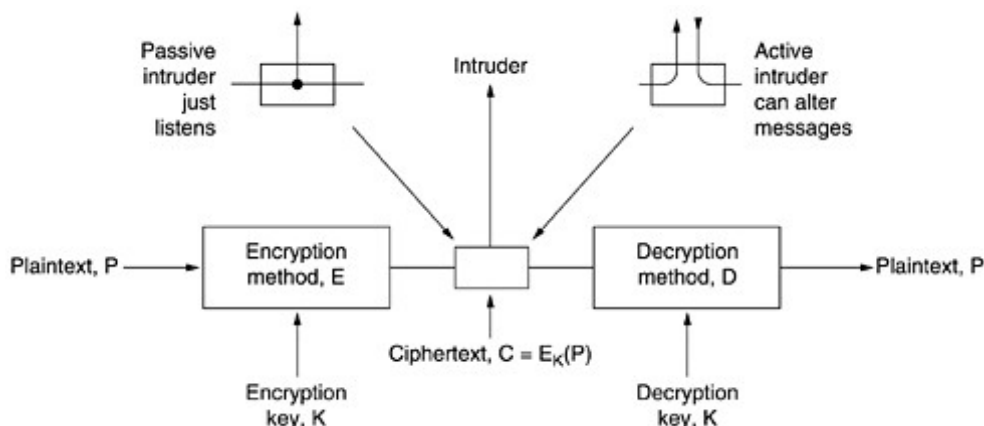 Passive
intruder
just
listens
Intruder
Active
intruder
can alter
messages
Plaintext, P
Encryption
method, E
Decryption
method, D
Plaintext, P
Ciphertext, C = E_K(P)
Encryption
key, K
Decryption
key, K